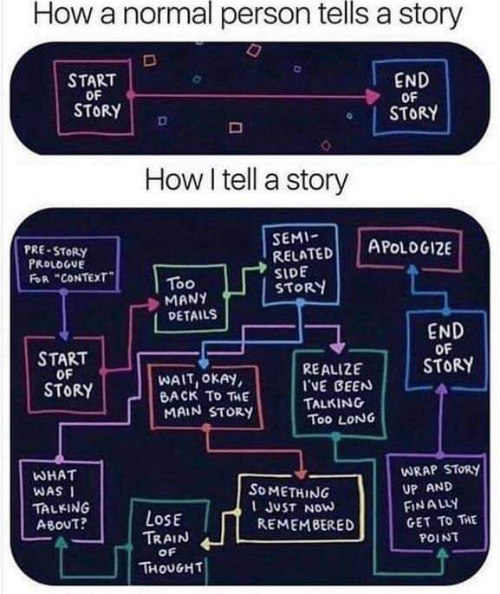 How a normal person tells a story
START
OF
STORY
END
OF
STORY
How I tell a story
PRE-STORY
PROLOGUE
FOR "CONTEXT"
START
OF
STORY
Too
MANY
DETAILS
SEMI-
RELATED
SIDE
STORY
WAIT, OKAY,
BACK TO THE
MAIN STORY
SOMETHING
I JUST NOW
REMEMBERED
LOSE
TRAIN
OF
THOUGHT
WHAT
WAS I
TALKING
ABOUT?
REALIZE
I'VE BEEN
TALKING
TOO LONG
WRAP STORY
UP AND
FINALLY
GET TO THE
POINT
END
OF
STORY
APOLOGIZE